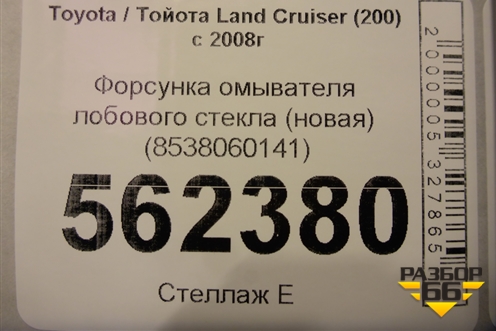 Toyota / Тойота Land Cruiser (200)
с 2008г
Форсунка омывателя
лобового стекла (новая)
(8538060141)
562380
Стеллаж Е
2000005327865
РАЗБОР
66